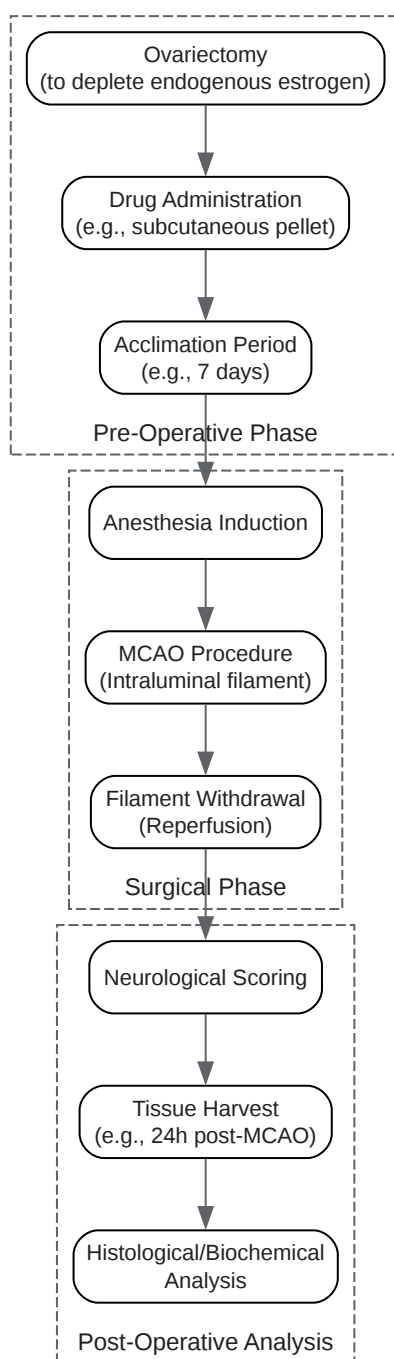 Ovariectomy
(to deplete endogenous estrogen)
Drug Administration
(e.g., subcutaneous pellet)
Acclimation Period
(e.g., 7 days)
Pre-Operative Phase
Anesthesia Induction
MCAO Procedure
(Intraluminal filament)
Filament Withdrawal
(Reperfusion)
Surgical Phase
Neurological Scoring
Tissue Harvest
(e.g., 24h post-MCAO)
Histological/Biochemical
Analysis
Post-Operative Analysis